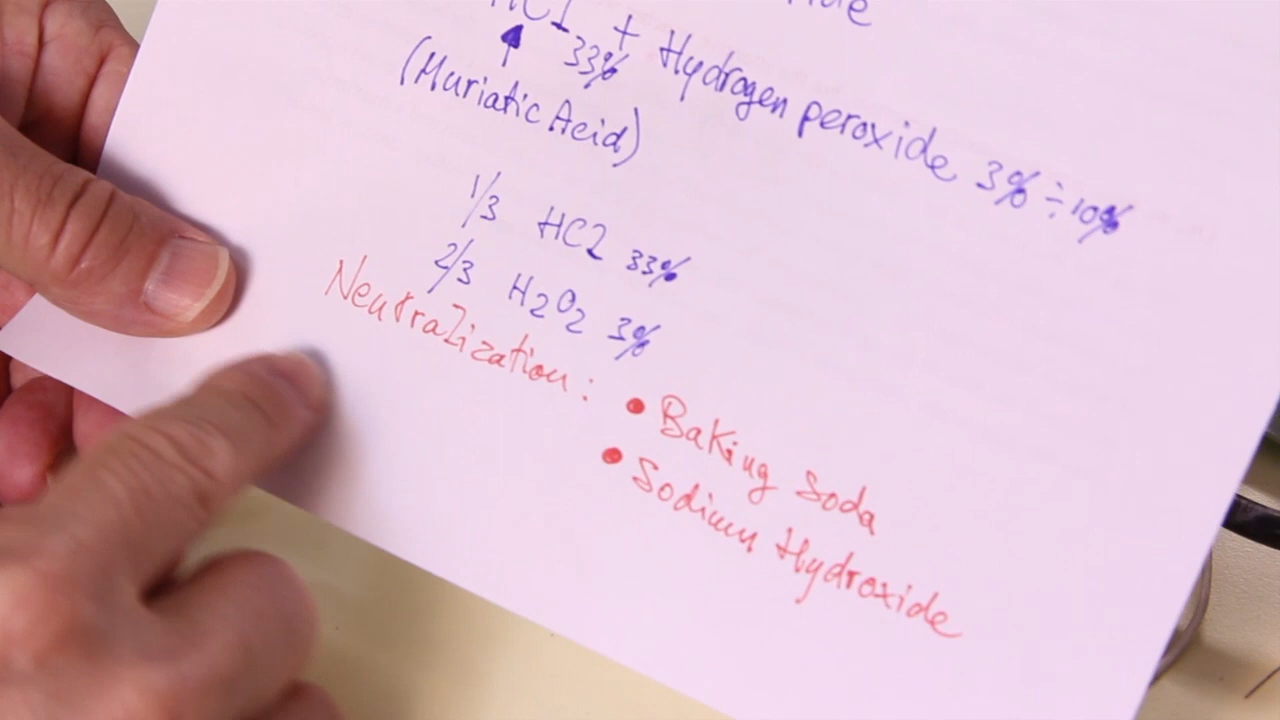 HCl 33% + Hydrogen peroxide 3% ÷ 10%
(Muriatic Acid)
1/3 HCl 33%
2/3 H2O2 3%
Neutralization: • Baking Soda
• Sodium Hydroxide